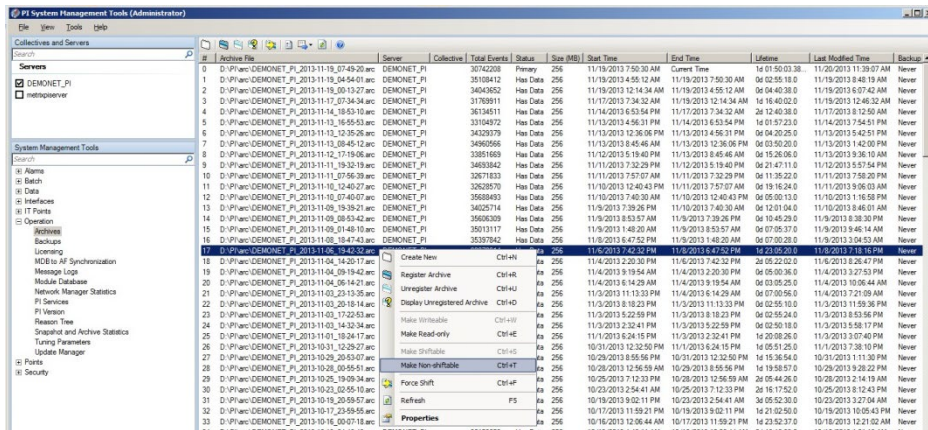 PI System Management Tools (Administrator)
File View Tools Help
Collectives and Servers
Search
Servers
DEMONET_PI
metrixpiserver
System Management Tools
Search
Alarms
Batch
Data
Interfaces
IT Points
Operation
Archives
Backups
Licensing
MDB to AF Synchronization
Message Logs
Module Database
Network Manager Statistics
PI Services
PI Version
Reason Tree
Snapshot and Archive Statistics
Tuning Parameters
Update Manager
Points
Security
# Archive File Server Collective Total Events Status Size (MB) Start Time End Time Lifetime Last Modified Time Backup
0 D:\PI\arc\DEMONET_PI_2013-11-19_07-49-20.arc DEMONET_PI 30742208 Primary 256 11/19/2013 7:50:30 AM Current Time 1d 01:50:03.38... 11/20/2013 11:39:07 AM Never
1 D:\PI\arc\DEMONET_PI_2013-11-19_04-54-01.arc DEMONET_PI 35108412 Has Data 256 11/19/2013 4:55:12 AM 11/19/2013 7:50:30 AM 0d 02:55:18.0 11/19/2013 8:48:19 AM Never
2 D:\PI\arc\DEMONET_PI_2013-11-19_00-13-27.arc DEMONET_PI 34043652 Has Data 256 11/19/2013 12:14:34 AM 11/19/2013 4:55:12 AM 0d 04:40:38.0 11/19/2013 6:07:42 AM Never
3 D:\PI\arc\DEMONET_PI_2013-11-17_07-34-34.arc DEMONET_PI 31769911 Has Data 256 11/17/2013 7:34:32 AM 11/19/2013 12:14:34 AM 1d 16:40:02.0 11/19/2013 12:46:32 AM Never
4 D:\PI\arc\DEMONET_PI_2013-11-14_18-53-10.arc DEMONET_PI 36134511 Has Data 256 11/14/2013 6:53:54 PM 11/17/2013 7:34:32 AM 2d 12:40:38.0 11/17/2013 8:12:50 AM Never
5 D:\PI\arc\DEMONET_PI_2013-11-13_16-55-53.arc DEMONET_PI 33104972 Has Data 256 11/13/2013 4:56:31 PM 11/14/2013 6:53:54 PM 1d 01:57:23.0 11/14/2013 7:54:51 PM Never
6 D:\PI\arc\DEMONET_PI_2013-11-13_12-35-26.arc DEMONET_PI 34329379 Has Data 256 11/13/2013 12:36:06 PM 11/13/2013 4:56:31 PM 0d 04:20:25.0 11/13/2013 5:42:51 PM Never
7 D:\PI\arc\DEMONET_PI_2013-11-13_08-45-12.arc DEMONET_PI 34960566 Has Data 256 11/13/2013 8:45:46 AM 11/13/2013 12:36:06 PM 0d 03:50:20.0 11/13/2013 1:42:00 PM Never
8 D:\PI\arc\DEMONET_PI_2013-11-12_17-19-06.arc DEMONET_PI 33851669 Has Data 256 11/12/2013 5:19:40 PM 11/13/2013 8:45:46 AM 0d 15:26:06.0 11/13/2013 9:36:10 AM Never
9 D:\PI\arc\DEMONET_PI_2013-11-11_19-32-19.arc DEMONET_PI 34693842 Has Data 256 11/11/2013 7:32:29 PM 11/12/2013 5:19:40 PM 0d 21:47:11.0 11/12/2013 5:57:54 PM Never
10 D:\PI\arc\DEMONET_PI_2013-11-11_07-56-39.arc DEMONET_PI 32671833 Has Data 256 11/11/2013 7:57:07 AM 11/11/2013 7:32:29 PM 0d 11:35:22.0 11/11/2013 7:58:20 PM Never
11 D:\PI\arc\DEMONET_PI_2013-11-10_12-40-27.arc DEMONET_PI 32628570 Has Data 256 11/10/2013 12:40:43 PM 11/11/2013 7:57:07 AM 0d 19:16:24.0 11/11/2013 9:06:03 AM Never
12 D:\PI\arc\DEMONET_PI_2013-11-10_07-40-07.arc DEMONET_PI 35688493 Has Data 256 11/10/2013 7:40:30 AM 11/10/2013 12:40:43 PM 0d 05:00:13.0 11/10/2013 1:16:58 PM Never
13 D:\PI\arc\DEMONET_PI_2013-11-09_19-39-21.arc DEMONET_PI 34025714 Has Data 256 11/9/2013 7:39:26 PM 11/10/2013 7:40:30 AM 0d 12:01:04.0 11/10/2013 8:46:01 AM Never
14 D:\PI\arc\DEMONET_PI_2013-11-09_08-53-42.arc DEMONET_PI 35606309 Has Data 256 11/9/2013 8:53:57 AM 11/9/2013 7:39:26 PM 0d 10:45:29.0 11/9/2013 8:38:30 PM Never
15 D:\PI\arc\DEMONET_PI_2013-11-09_01-48-10.arc DEMONET_PI 35013117 Has Data 256 11/9/2013 1:48:20 AM 11/9/2013 8:53:57 AM 0d 07:05:37.0 11/9/2013 9:46:14 AM Never
16 D:\PI\arc\DEMONET_PI_2013-11-08_18-47-43.arc DEMONET_PI 35397842 Has Data 256 11/8/2013 6:47:52 PM 11/9/2013 1:48:20 AM 0d 07:00:28.0 11/9/2013 3:04:53 AM Never
17 D:\PI\arc\DEMONET_PI_2013-11-06_19-42-32.arc 256 11/6/2013 7:42:32 PM 11/8/2013 6:47:52 PM 1d 23:05:20.0 11/8/2013 7:18:16 PM Never
18 D:\PI\arc\DEMONET_PI_2013-11-04_14-20-17.arc 256 11/4/2013 2:20:30 PM 11/6/2013 7:42:32 PM 2d 05:22:02.0 11/6/2013 8:26:47 PM Never
19 D:\PI\arc\DEMONET_PI_2013-11-04_09-19-42.arc 256 11/4/2013 9:19:54 AM 11/4/2013 2:20:30 PM 0d 05:00:36.0 11/4/2013 3:27:53 PM Never
20 D:\PI\arc\DEMONET_PI_2013-11-04_06-14-21.arc 256 11/4/2013 6:14:29 AM 11/4/2013 9:19:54 AM 0d 03:05:25.0 11/4/2013 10:06:44 AM Never
21 D:\PI\arc\DEMONET_PI_2013-11-03_23-13-35.arc 256 11/3/2013 11:13:33 PM 11/4/2013 6:14:29 AM 0d 07:00:56.0 11/4/2013 7:21:09 AM Never
22 D:\PI\arc\DEMONET_PI_2013-11-03_20-18-14.arc 256 11/3/2013 8:18:23 PM 11/3/2013 11:13:33 PM 0d 02:55:10.0 11/3/2013 11:59:36 PM Never
23 D:\PI\arc\DEMONET_PI_2013-11-03_17-22-53.arc 256 11/3/2013 5:22:59 PM 11/3/2013 8:18:23 PM 0d 02:55:24.0 11/3/2013 8:53:56 PM Never
24 D:\PI\arc\DEMONET_PI_2013-11-03_14-32-34.arc 256 11/3/2013 2:32:41 PM 11/3/2013 5:22:59 PM 0d 02:50:18.0 11/3/2013 5:58:17 PM Never
25 D:\PI\arc\DEMONET_PI_2013-11-01_18-24-17.arc 256 11/1/2013 6:24:15 PM 11/3/2013 2:32:41 PM 1d 20:08:26.0 11/3/2013 3:07:40 PM Never
26 D:\PI\arc\DEMONET_PI_2013-10-31_12-29-27.arc 256 10/31/2013 12:32:50 PM 11/1/2013 6:24:15 PM 1d 05:51:25.0 11/1/2013 7:38:10 PM Never
27 D:\PI\arc\DEMONET_PI_2013-10-29_20-53-07.arc 256 10/29/2013 8:55:56 PM 10/31/2013 12:32:50 PM 1d 15:36:54.0 10/31/2013 1:11:30 PM Never
28 D:\PI\arc\DEMONET_PI_2013-10-28_00-55-51.arc 256 10/28/2013 12:56:59 AM 10/29/2013 8:55:56 PM 1d 19:58:57.0 10/29/2013 9:28:22 PM Never
29 D:\PI\arc\DEMONET_PI_2013-10-25_19-09-34.arc 256 10/25/2013 7:12:33 PM 10/28/2013 12:56:59 AM 2d 05:44:26.0 10/28/2013 2:14:19 AM Never
30 D:\PI\arc\DEMONET_PI_2013-10-23_02-55-10.arc 256 10/23/2013 2:54:41 AM 10/25/2013 7:12:33 PM 2d 16:17:52.0 10/25/2013 8:12:43 PM Never
31 D:\PI\arc\DEMONET_PI_2013-10-19_20-59-57.arc 256 10/19/2013 9:02:11 PM 10/23/2013 2:54:41 AM 3d 05:52:30.0 10/23/2013 3:27:04 AM Never
32 D:\PI\arc\DEMONET_PI_2013-10-17_23-59-55.arc 256 10/17/2013 11:59:21 PM 10/19/2013 9:02:11 PM 1d 21:02:50.0 10/19/2013 10:05:43 PM Never
33 D:\PI\arc\DEMONET_PI_2013-10-16_00-07-18.arc 256 10/16/2013 12:06:44 AM 10/17/2013 11:59:21 PM 1d 23:52:37.0 10/18/2013 12:21:02 AM Never
Create New Ctrl+N
Register Archive Ctrl+R
Unregister Archive Ctrl+U
Display Unregistered Archive Ctrl+D
Make Writeable Ctrl+W
Make Read-only Ctrl+E
Make Shiftable Ctrl+S
Make Non-shiftable Ctrl+T
Force Shift Ctrl+F
Refresh F5
Properties